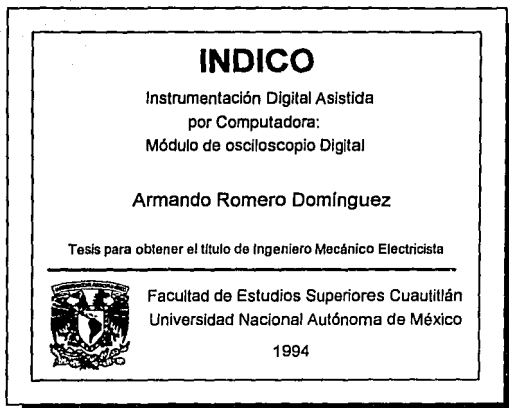 INDICO
Instrumentación Digital Asistida
por Computadora:
Módulo de osciloscopio Digital
Armando Romero Domínguez
Tesis para obtener el título de Ingeniero Mecánico Electricista
Facultad de Estudios Superiores Cuautitlán
Universidad Nacional Autónoma de México
1994